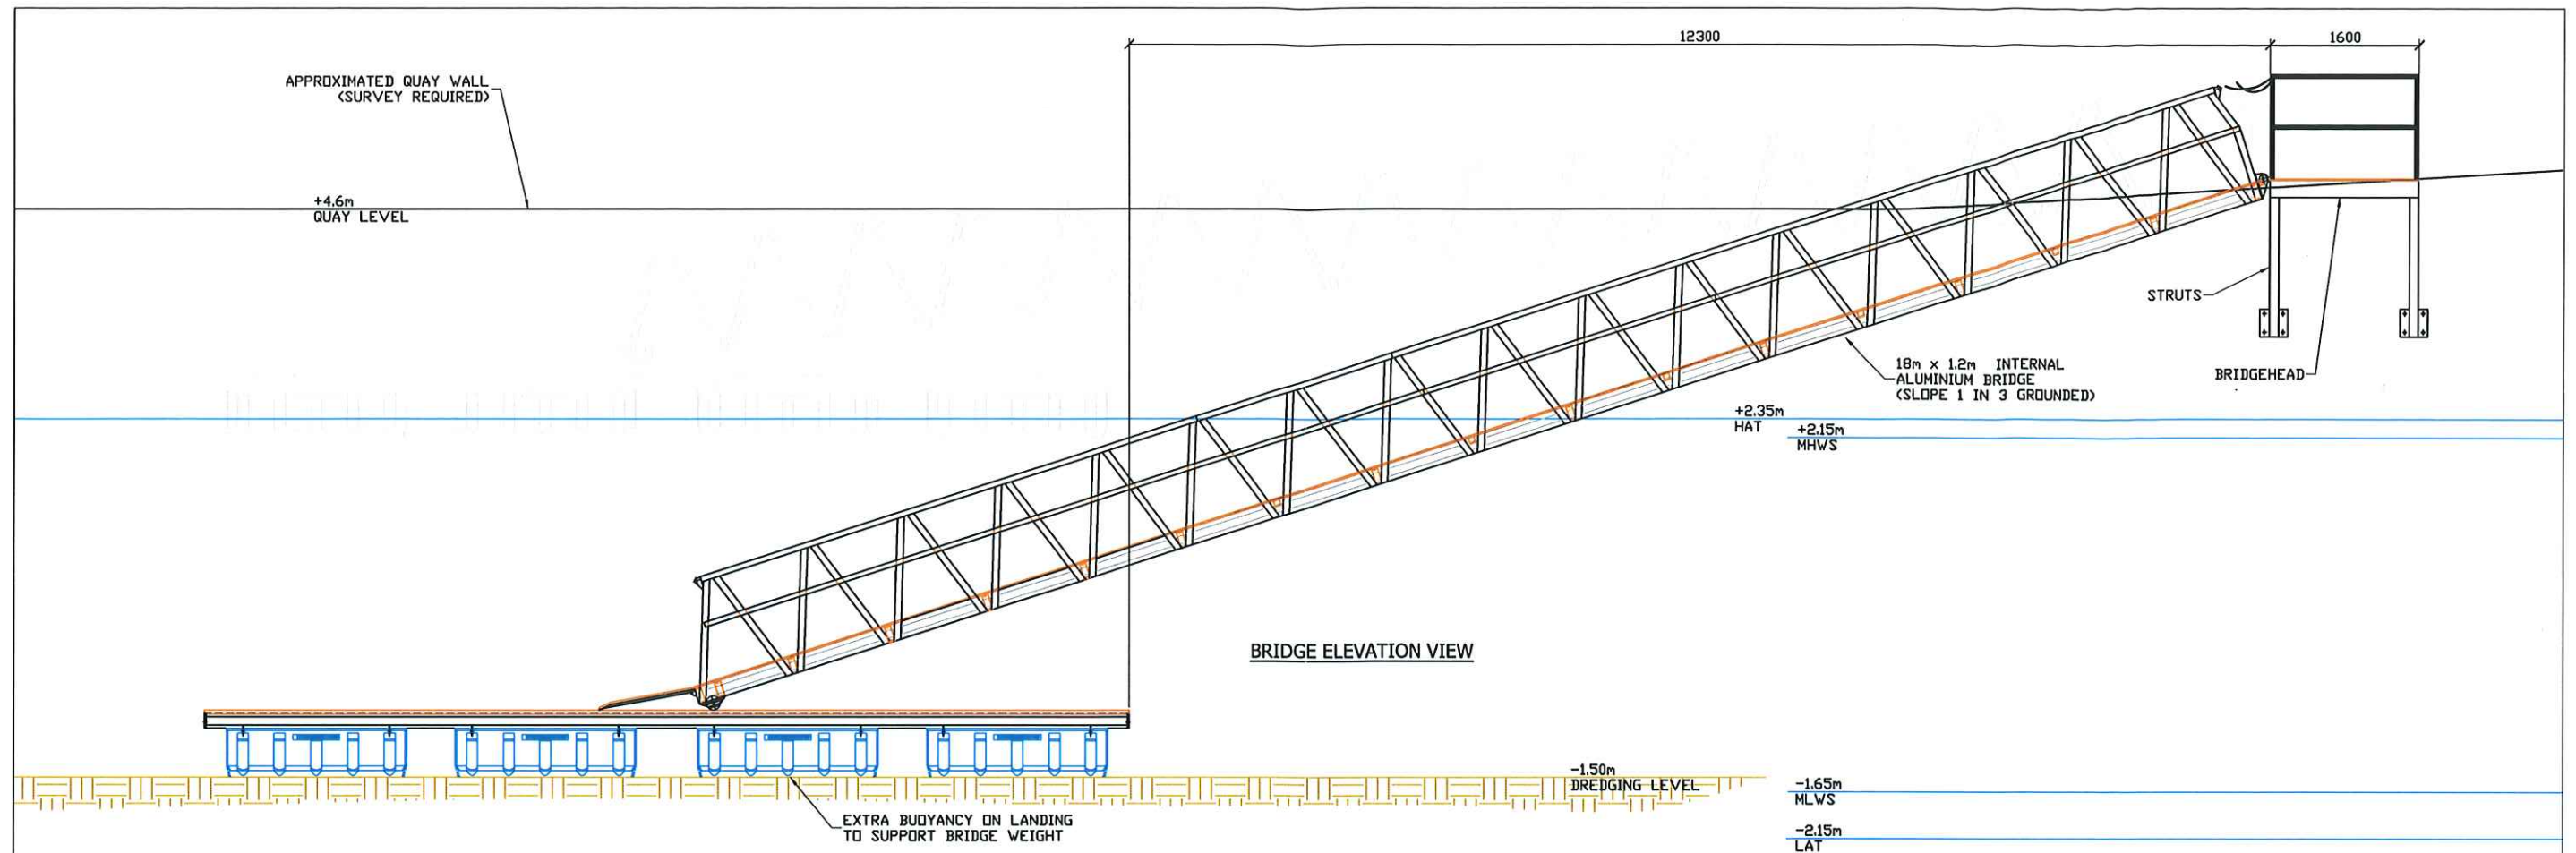 12300
1600
APPROXIMATED QUAY WALL
(SURVEY REQUIRED)
+4.6m
QUAY LEVEL
STRUTS
18m x 1.2m INTERNAL
ALUMINIUM BRIDGE
(SLOPE 1 IN 3 GROUNDED)
BRIDGEHEAD
+2.35m
HAT
+2.15m
MHWS
BRIDGE ELEVATION VIEW
-1.50m
DREDGING LEVEL
-1.65m
MLWS
EXTRA BUOYANCY ON LANDING
TO SUPPORT BRIDGE WEIGHT
-2.15m
LAT